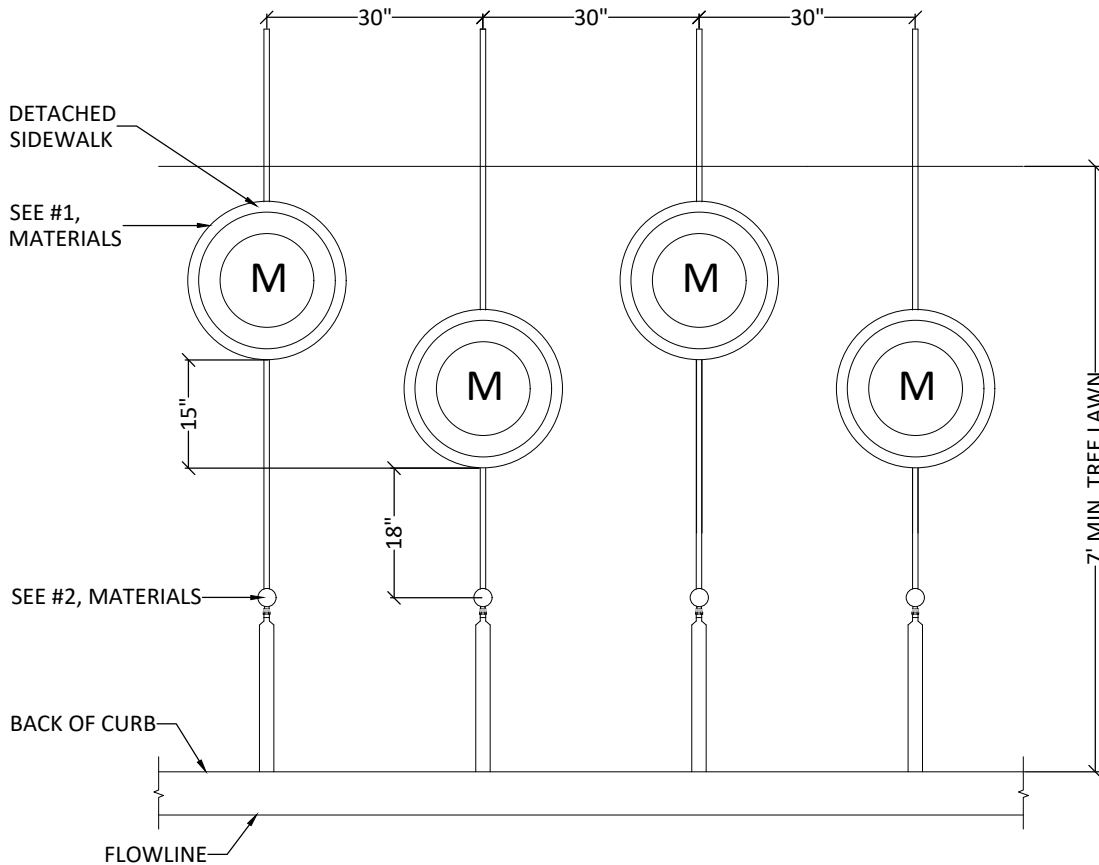 30"
30"
30"
DETACHED
SIDEWALK
SEE #1,
MATERIALS
M
M
M
M
15"
18"
7' MIN. TREE LAWN
SEE #2, MATERIALS
BACK OF CURB
FLOWLINE